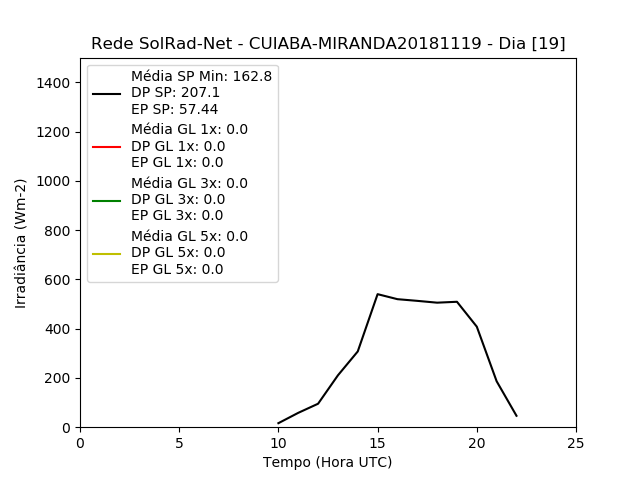 Rede SolRad-Net - CUIABA-MIRANDA20181119 - Dia [19]
Média SP Min: 162.8
DP SP: 207.1
EP SP: 57.44
Média GL 1x: 0.0
DP GL 1x: 0.0
EP GL 1x: 0.0
Média GL 3x: 0.0
DP GL 3x: 0.0
EP GL 3x: 0.0
Média GL 5x: 0.0
DP GL 5x: 0.0
EP GL 5x: 0.0
1400
1200
1000
800
600
400
200
0
Irradiância (Wm-2)
0 5 10 15 20 25
Tempo (Hora UTC)